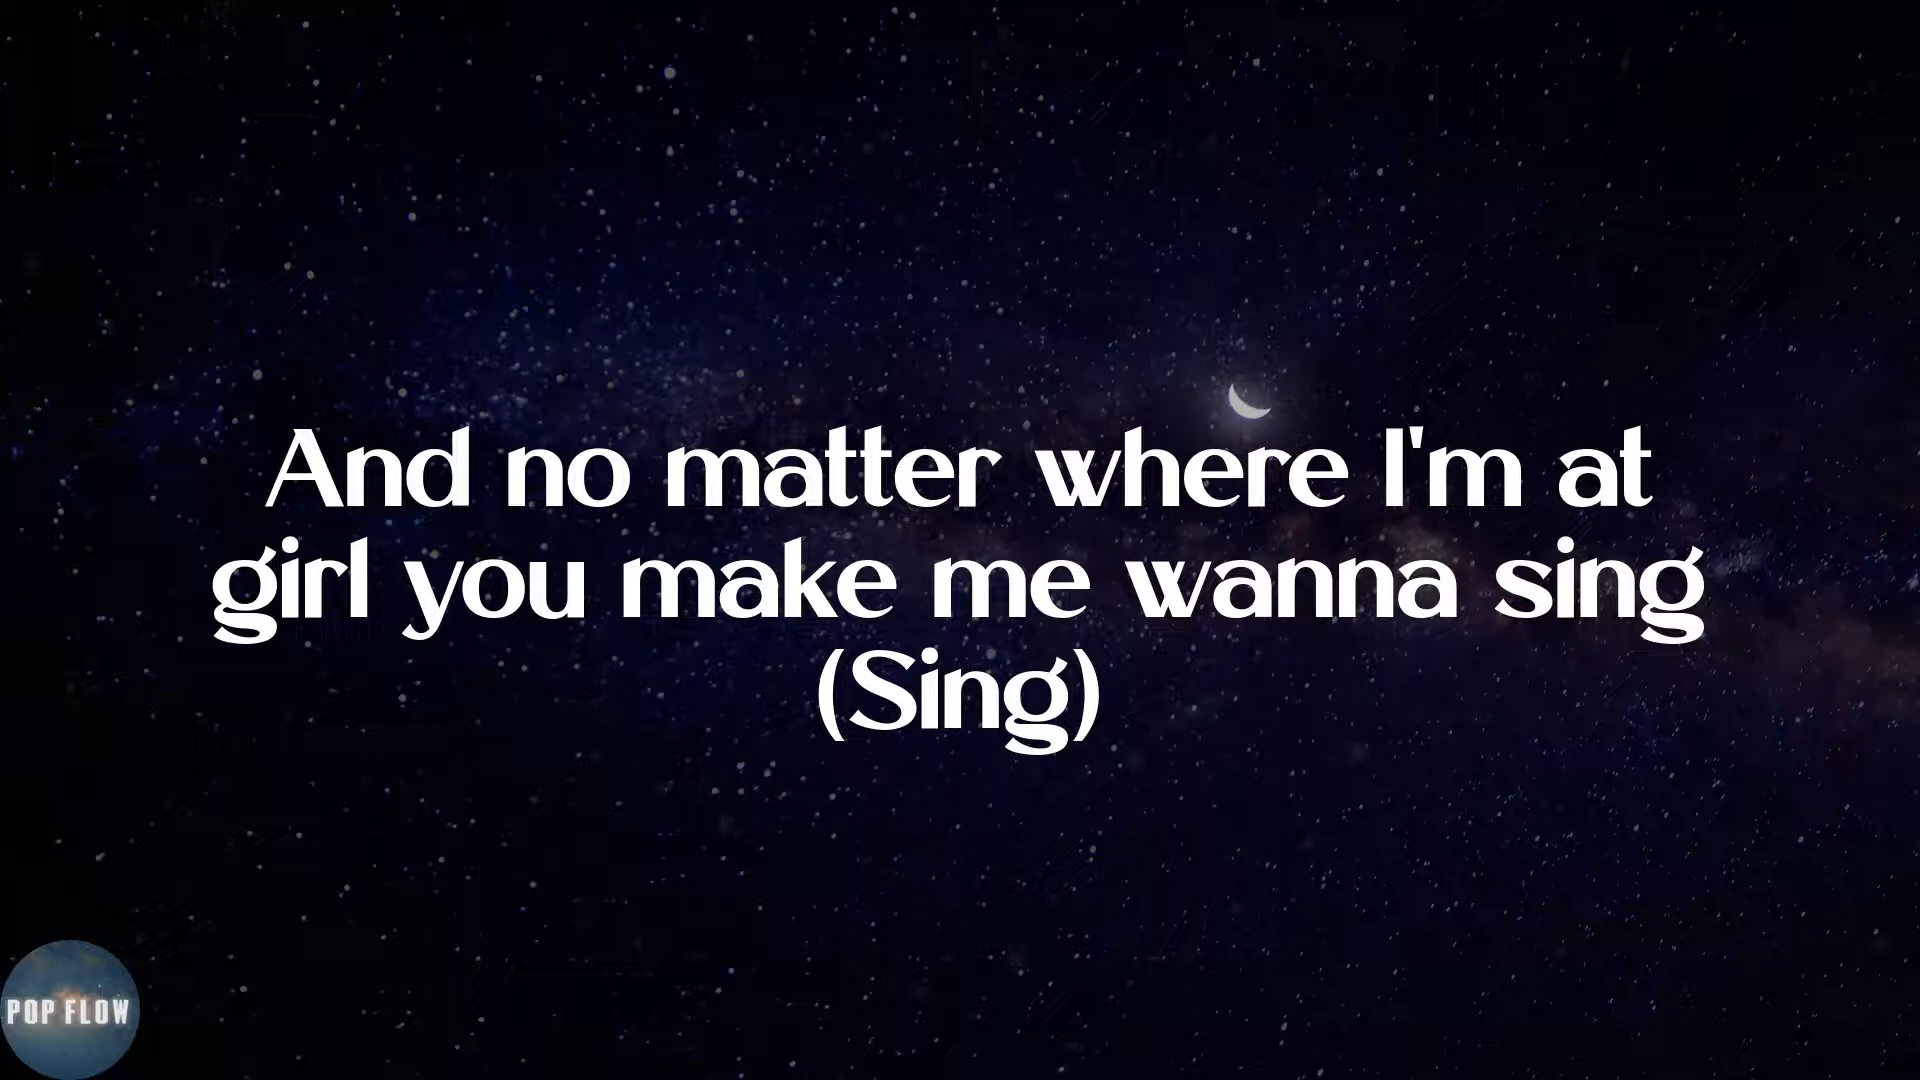 And no matter where I'm at
girl you make me wanna sing
(Sing)
POP FLOW